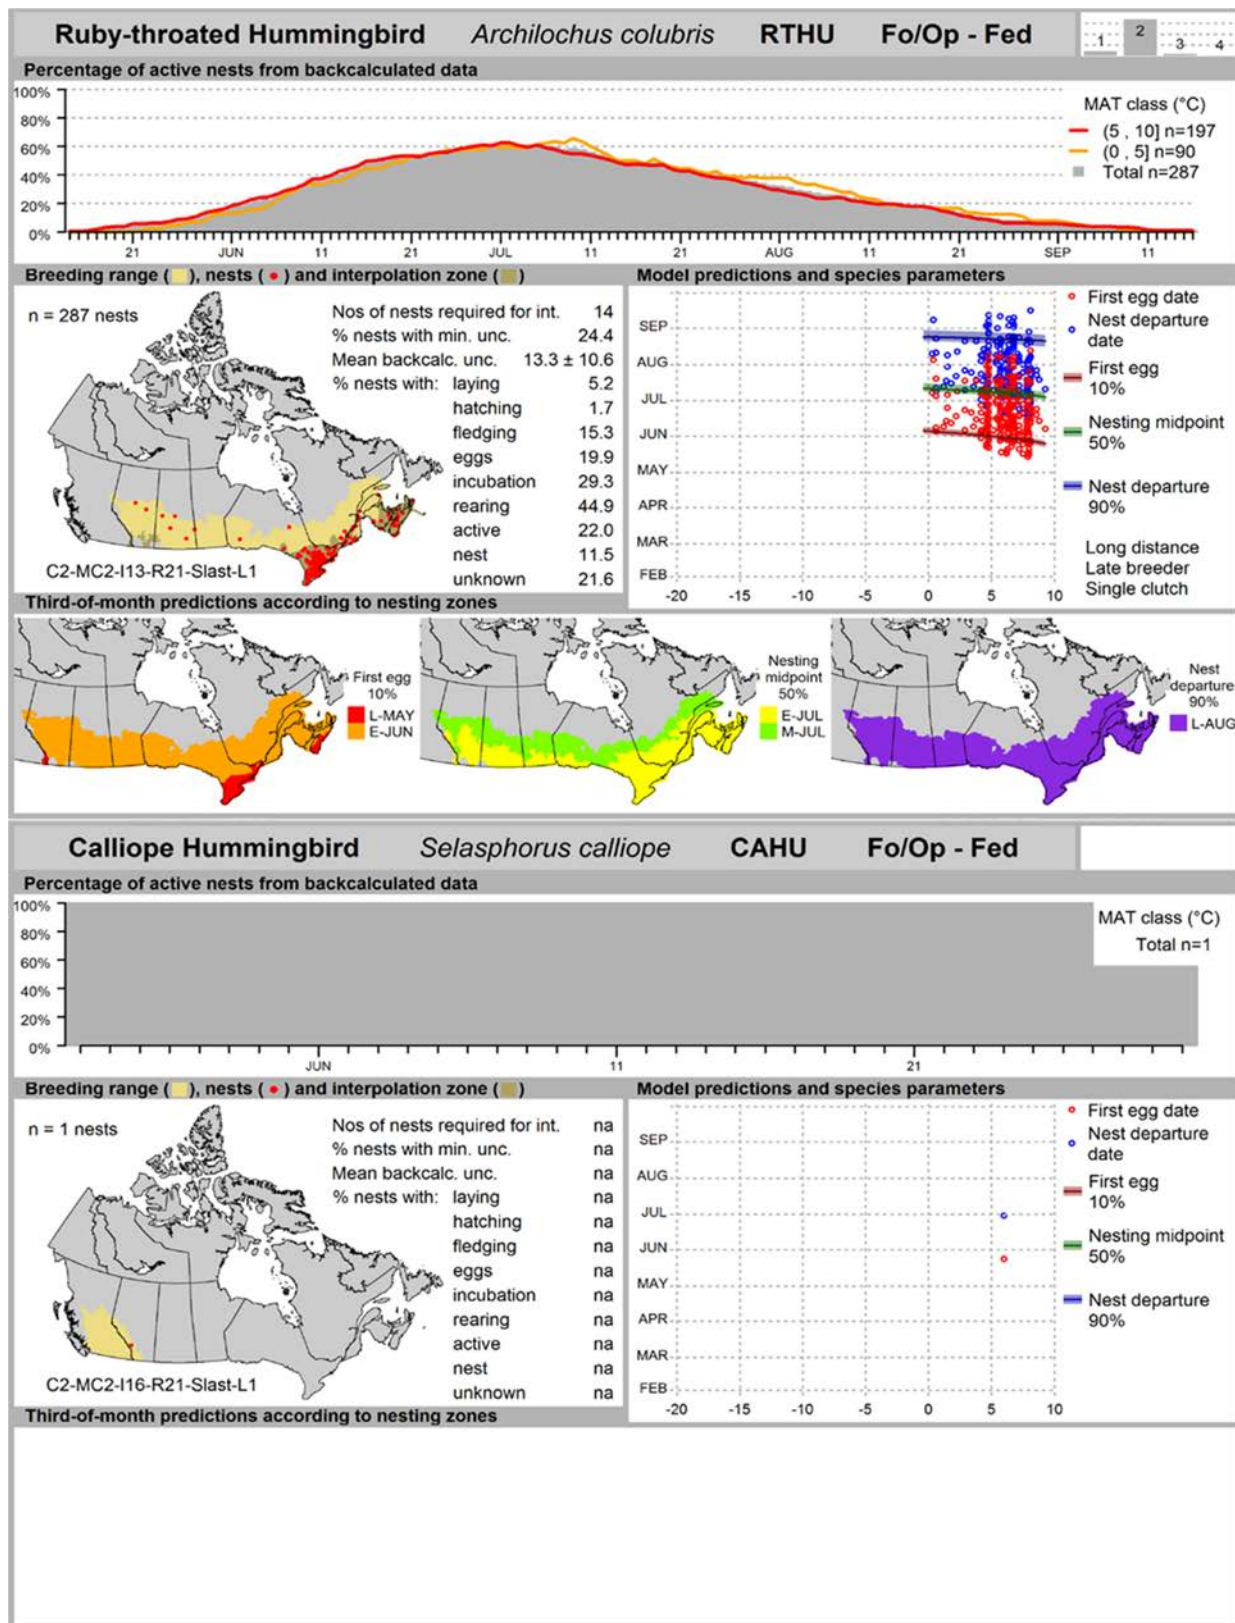 Ruby-throated Hummingbird Archilochus colubris RTHU Fo/Op - Fed
1 2 3 4
Percentage of active nests from backcalculated data
100%
80%
60%
40%
20%
0%
21 JUN 11 21 JUL 11 21 AUG 11 21 SEP 11
MAT class (°C)
(5 , 10] n=197
(0 , 5] n=90
Total n=287
Breeding range ( ), nests ( ) and interpolation zone ( )
n = 287 nests
Nos of nests required for int. 14
% nests with min. unc. 24.4
Mean backcalc. unc. 13.3 ± 10.6
% nests with: laying 5.2
hatching 1.7
fledging 15.3
eggs 19.9
incubation 29.3
rearing 44.9
active 22.0
nest 11.5
unknown 21.6
C2-MC2-I13-R21-Slast-L1
Model predictions and species parameters
SEP
AUG
JUL
JUN
MAY
APR
MAR
FEB
-20 -15 -10 -5 0 5 10
First egg date
Nest departure
date
First egg
10%
Nesting midpoint
50%
Nest departure
90%
Long distance
Late breeder
Single clutch
Third-of-month predictions according to nesting zones
First egg
10%
L-MAY
E-JUN
Nesting
midpoint
50%
E-JUL
M-JUL
Nest
departure
90%
L-AUG
Calliope Hummingbird Selasphorus calliope CAHU Fo/Op - Fed
Percentage of active nests from backcalculated data
100%
80%
60%
40%
20%
0%
JUN 11 21
MAT class (°C)
Total n=1
Breeding range ( ), nests ( ) and interpolation zone ( )
n = 1 nests
Nos of nests required for int. na
% nests with min. unc. na
Mean backcalc. unc. na
% nests with: laying na
hatching na
fledging na
eggs na
incubation na
rearing na
active na
nest na
unknown na
C2-MC2-I16-R21-Slast-L1
Model predictions and species parameters
SEP
AUG
JUL
JUN
MAY
APR
MAR
FEB
-20 -15 -10 -5 0 5 10
First egg date
Nest departure
date
First egg
10%
Nesting midpoint
50%
Nest departure
90%
Third-of-month predictions according to nesting zones